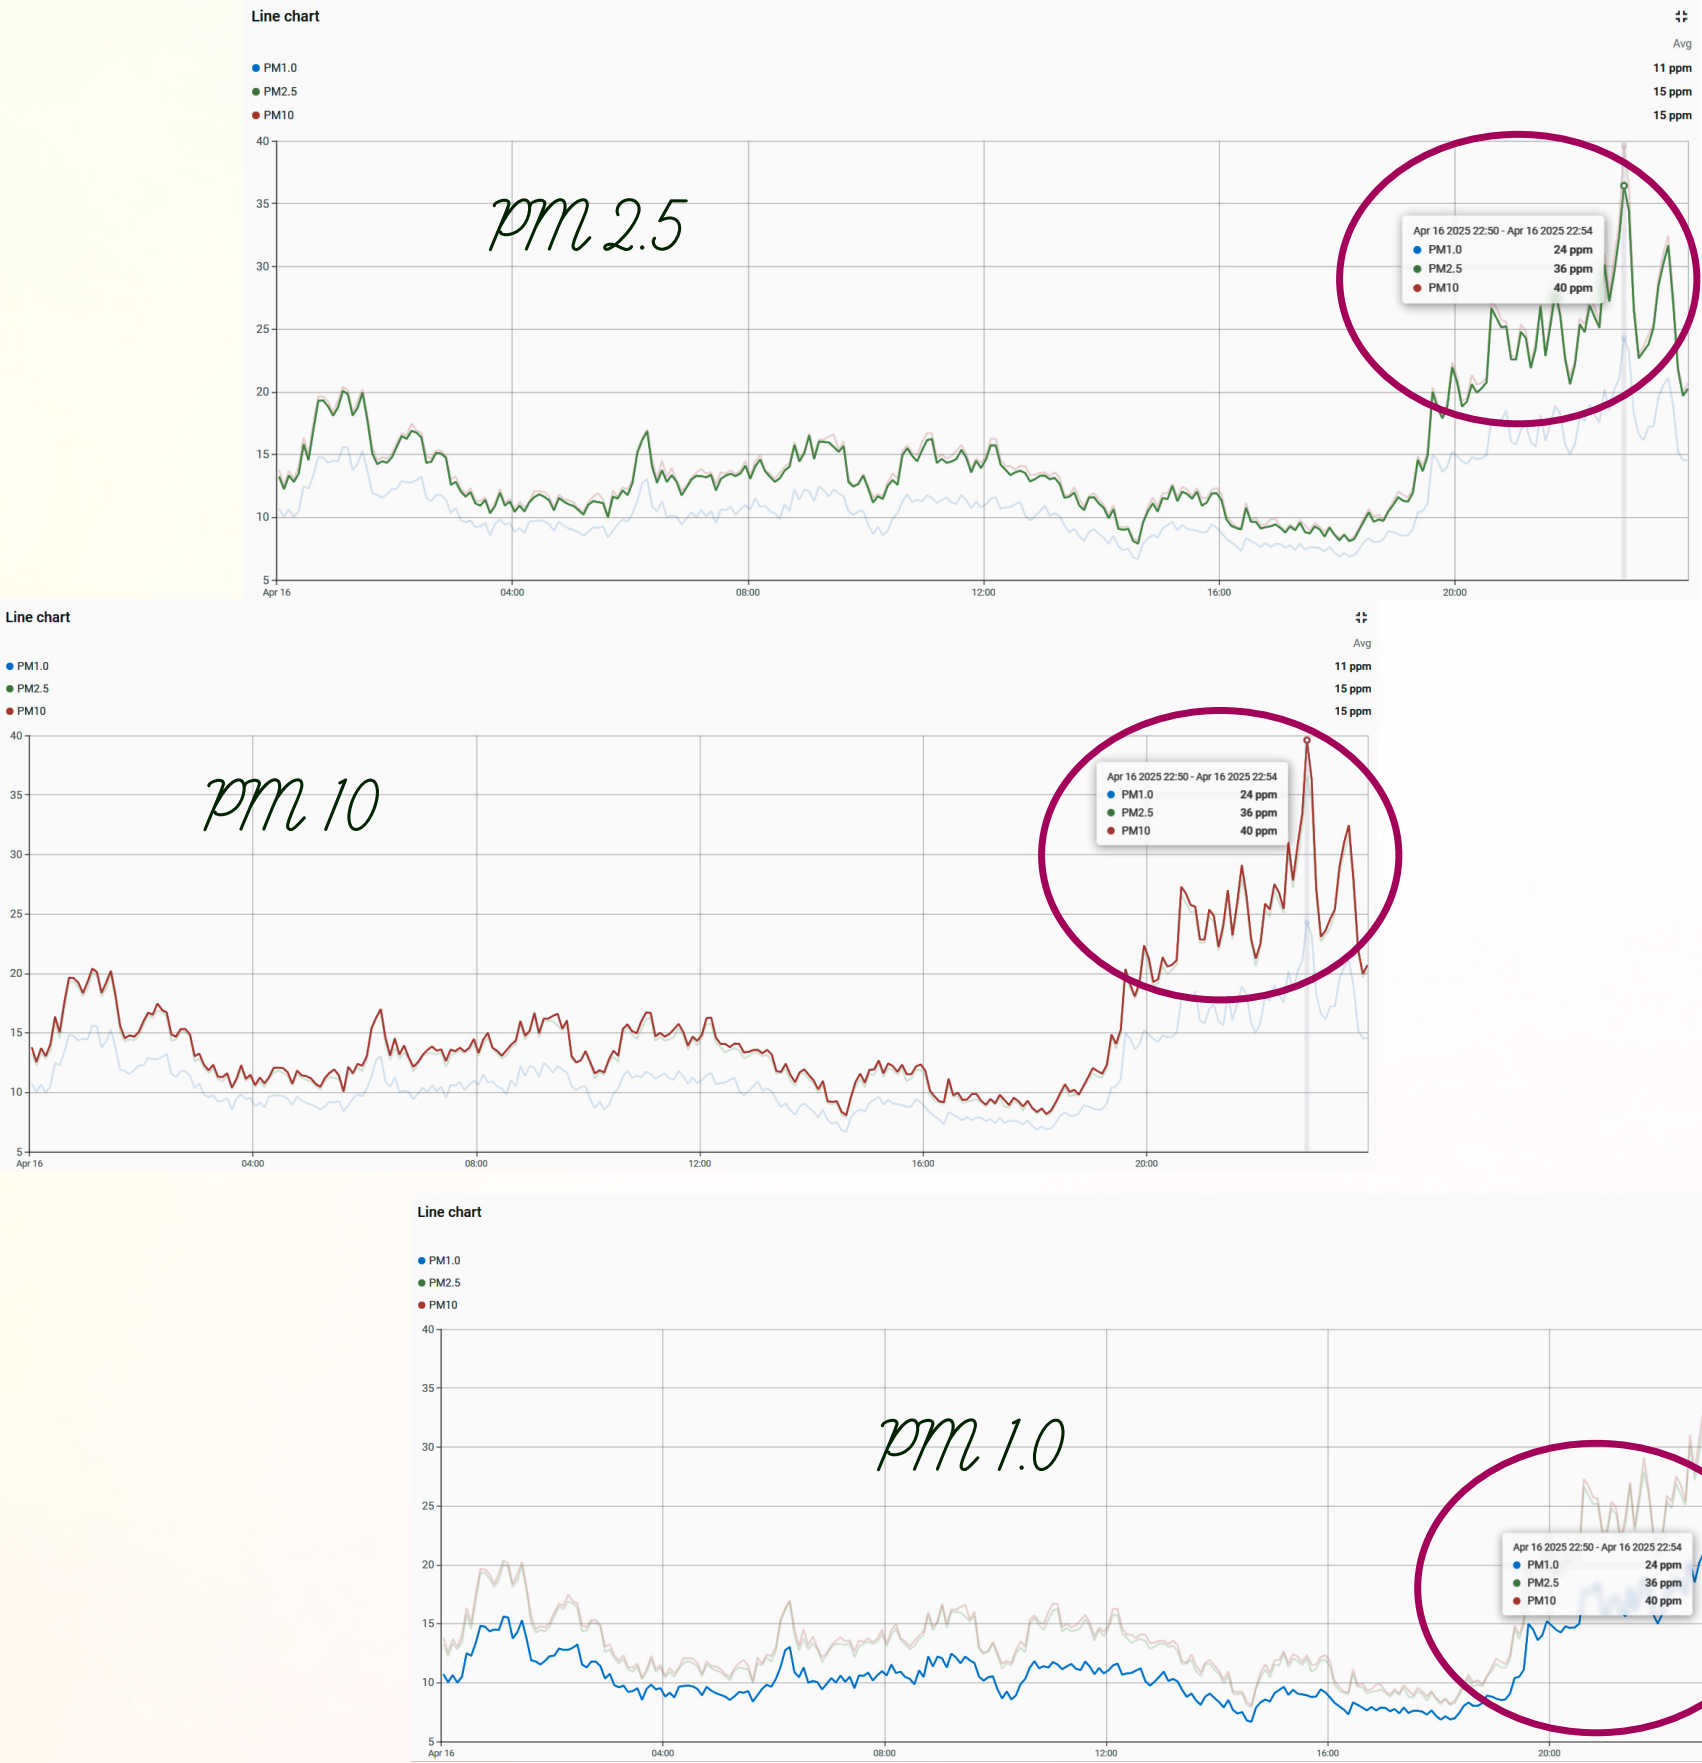 Line chart
Avg
PM1.0 11 ppm
PM2.5 15 ppm
PM10 15 ppm
40
PM 2.5
35
Apr 16 2025 22:50 - Apr 16 2025 22:54
PM1.0 24 ppm
PM2.5 36 ppm
PM10 40 ppm
30
25
20
15
10
5
Apr 16 04:00 08:00 12:00 16:00 20:00
Line chart
Avg
PM1.0 11 ppm
PM2.5 15 ppm
PM10 15 ppm
40
PM 10
Apr 16 2025 22:50 - Apr 16 2025 22:54
35
PM1.0 24 ppm
PM2.5 36 ppm
PM10 40 ppm
30
25
20
15
10
5
Apr 16 04:00 08:00 12:00 16:00 20:00
Line chart
PM1.0
PM2.5
PM10
40
35
PM 1.0
30
25
Apr 16 2025 22:50 - Apr 16 2025 22:54
20
PM1.0 24 ppm
PM2.5 36 ppm
PM10 40 ppm
15
10
5
Apr 16 04:00 08:00 12:00 16:00 20:00